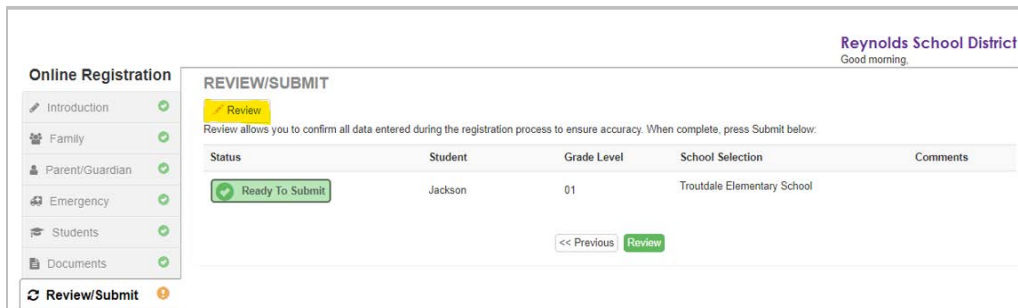 Reynolds School District
Good morning,
Online Registration
Introduction
Family
Parent/Guardian
Emergency
Students
Documents
Review/Submit
REVIEW/SUBMIT
Review
Review allows you to confirm all data entered during the registration process to ensure accuracy. When complete, press Submit below:
Status Student Grade Level School Selection Comments
Ready To Submit Jackson 01 Troutdale Elementary School
<< Previous Review